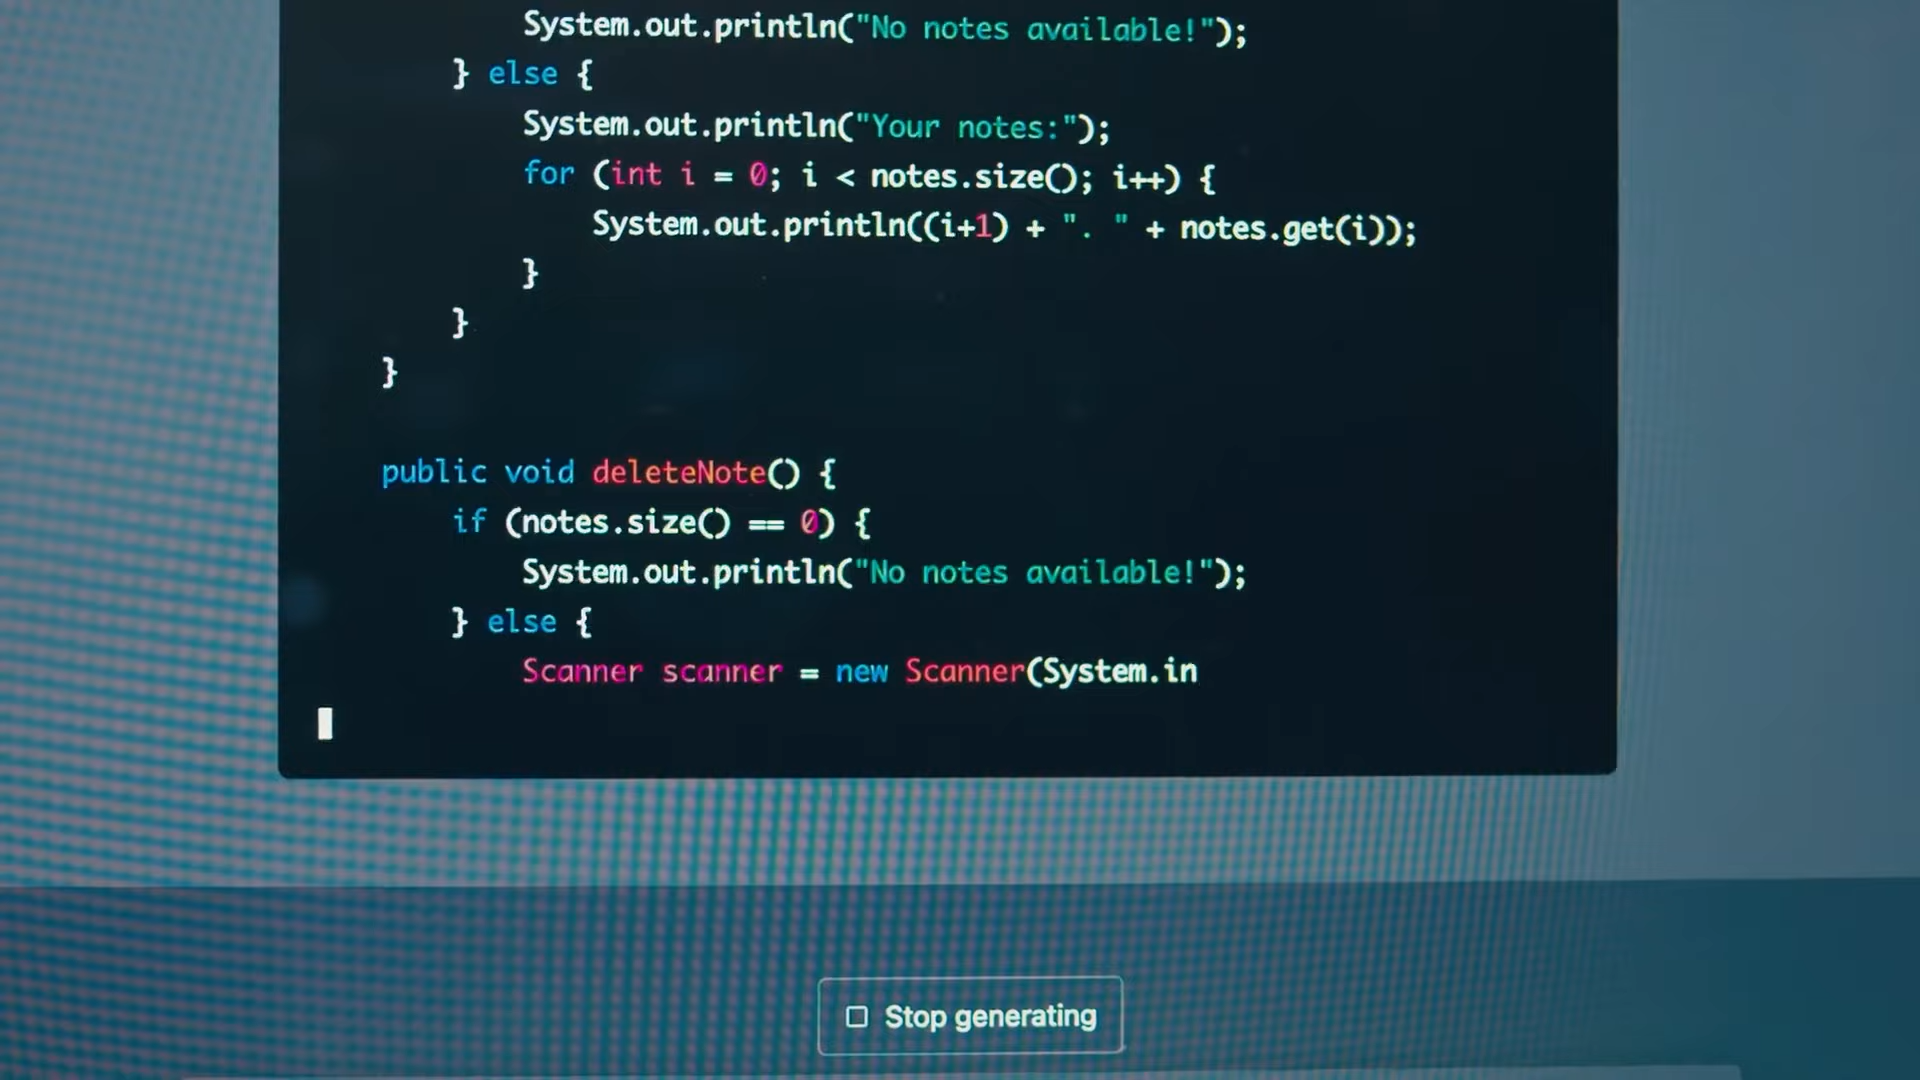 System.out.println("No notes available!");
} else {
System.out.println("Your notes:");
for (int i = 0; i < notes.size(); i++) {
System.out.println((i+1) + ". " + notes.get(i));
}
}
}
public void deleteNote() {
if (notes.size() == 0) {
System.out.println("No notes available!");
} else {
Scanner scanner = new Scanner(System.in
Stop generating